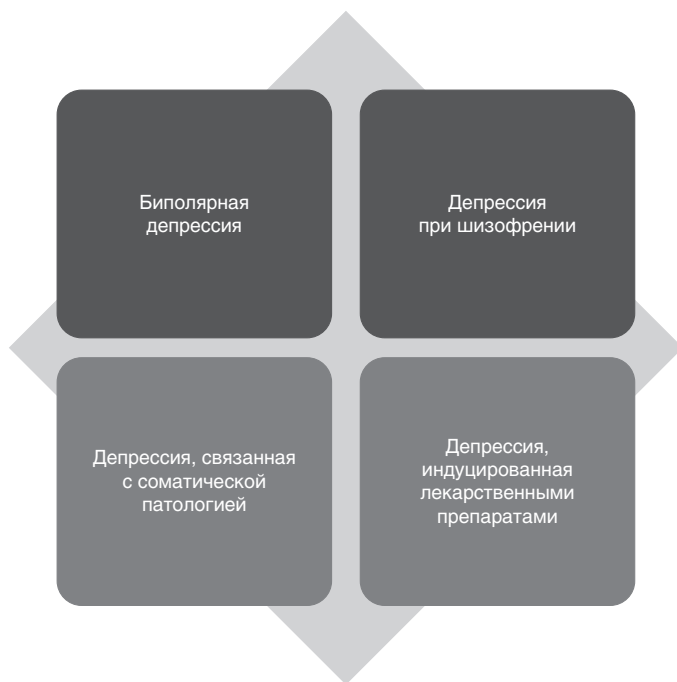 Биполярная
депрессия
Депрессия
при шизофрении
Депрессия, связанная
с соматической
патологией
Депрессия,
индуцированная
лекарственными
препаратами